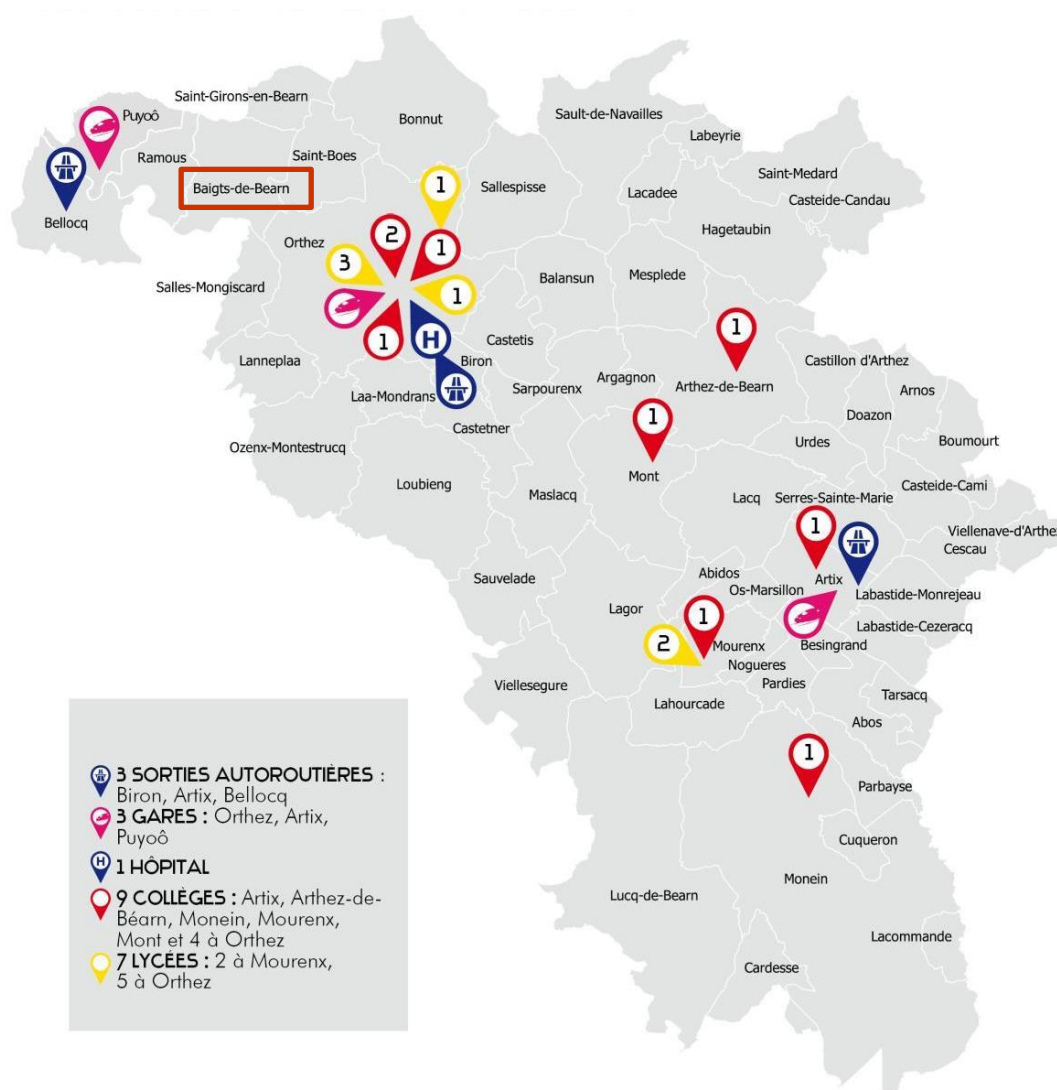 Saint-Girons-en-Bearn
Puyoô
Bonnut
Sault-de-Navailles
Labeyrie
Ramous
Saint-Boes
Saint-Medard
Baigts-de-Bearn
1
Sallespisse
Lacadee
Casteide-Candau
Bellocq
Hagetaubin
Orthez
2
1
3
Salles-Mongiscard
1
Balansun
Mesplede
1
H
1
Castetis
Lanneplaa
Biron
Castillon d'Arthez
Laa-Mondrans
Sarpourenx
Argagnon
Arthez-de-Bearn
Arnos
1
Doazon
Castetner
Ozenx-Montestrucq
Urdes
Boumourt
Mont
Loubieng
Maslacq
Lacq
Serres-Sainte-Marie
Casteide-Cami
1
Viellenave-d'Arthez
Cescau
Abidos
Artix
Sauvelade
Os-Marsillon
Labastide-Monrejeau
Lagor
1
Labastide-Cezeracq
2
Mourenx
Besingrand
Nogueres
Viellesegure
Pardies
Tarsacq
Lahourcade
Abos
1
Parbayse
Cuqueron
Monein
Lucq-de-Bearn
Lacommande
Cardesse
3 SORTIES AUTOROUTIÈRES :
Biron, Artix, Bellocq
3 GARES : Orthez, Artix,
Puyoô
H 1 HÔPITAL
9 COLLÈGES : Artix, Arthez-de-
Béarn, Monein, Mourenx,
Mont et 4 à Orthez
7 LYCÉES : 2 à Mourenx,
5 à Orthez